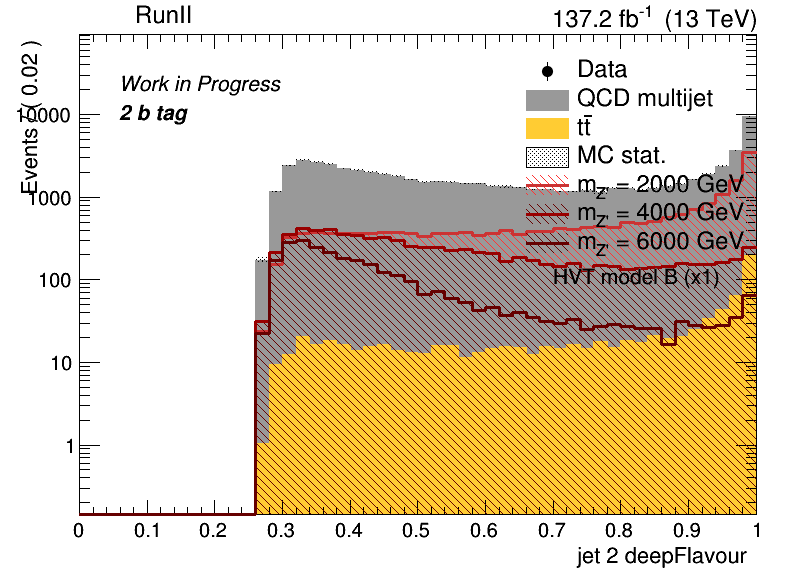 RunII
137.2 fb⁻¹ (13 TeV)
Events / ( 0.02 )
Work in Progress
2 b tag
Data
QCD multijet
tt̄
MC stat.
m_Z' = 2000 GeV
m_Z' = 4000 GeV
m_Z' = 6000 GeV
HVT model B (x1)
10000
1000
100
10
1
0 0.1 0.2 0.3 0.4 0.5 0.6 0.7 0.8 0.9 1
jet 2 deepFlavour